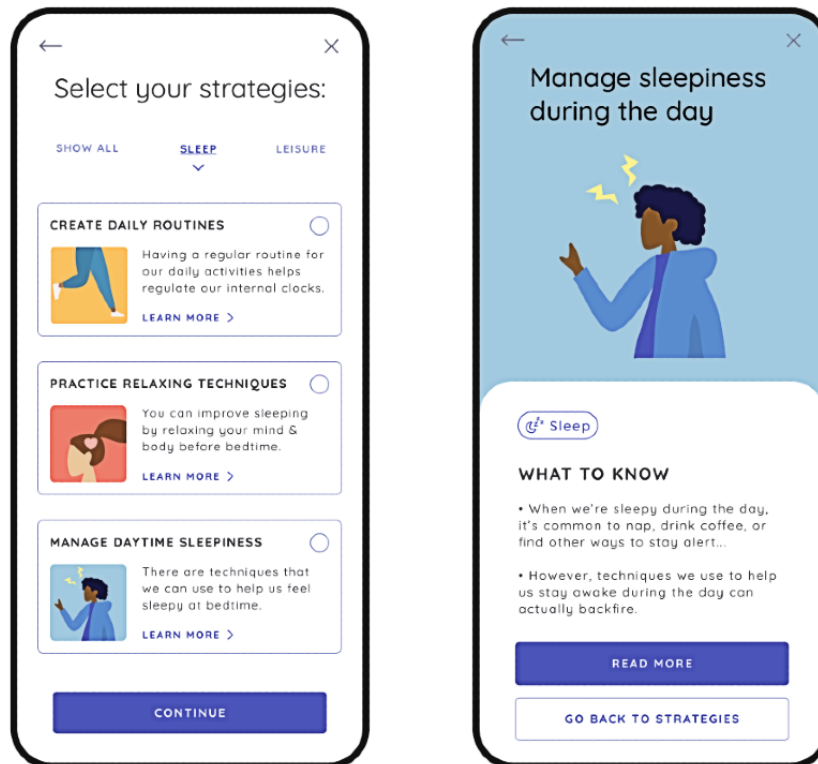 Select your strategies:
SHOW ALL SLEEP LEISURE
CREATE DAILY ROUTINES
Having a regular routine for
our daily activities helps
regulate our internal clocks.
LEARN MORE >
PRACTICE RELAXING TECHNIQUES
You can improve sleeping
by relaxing your mind &
body before bedtime.
LEARN MORE >
MANAGE DAYTIME SLEEPINESS
There are techniques that
we can use to help us feel
sleepy at bedtime.
LEARN MORE >
CONTINUE
Manage sleepiness
during the day
zzz Sleep
WHAT TO KNOW
• When we're sleepy during the day,
it's common to nap, drink coffee, or
find other ways to stay alert...
• However, techniques we use to help
us stay awake during the day can
actually backfire.
READ MORE
GO BACK TO STRATEGIES